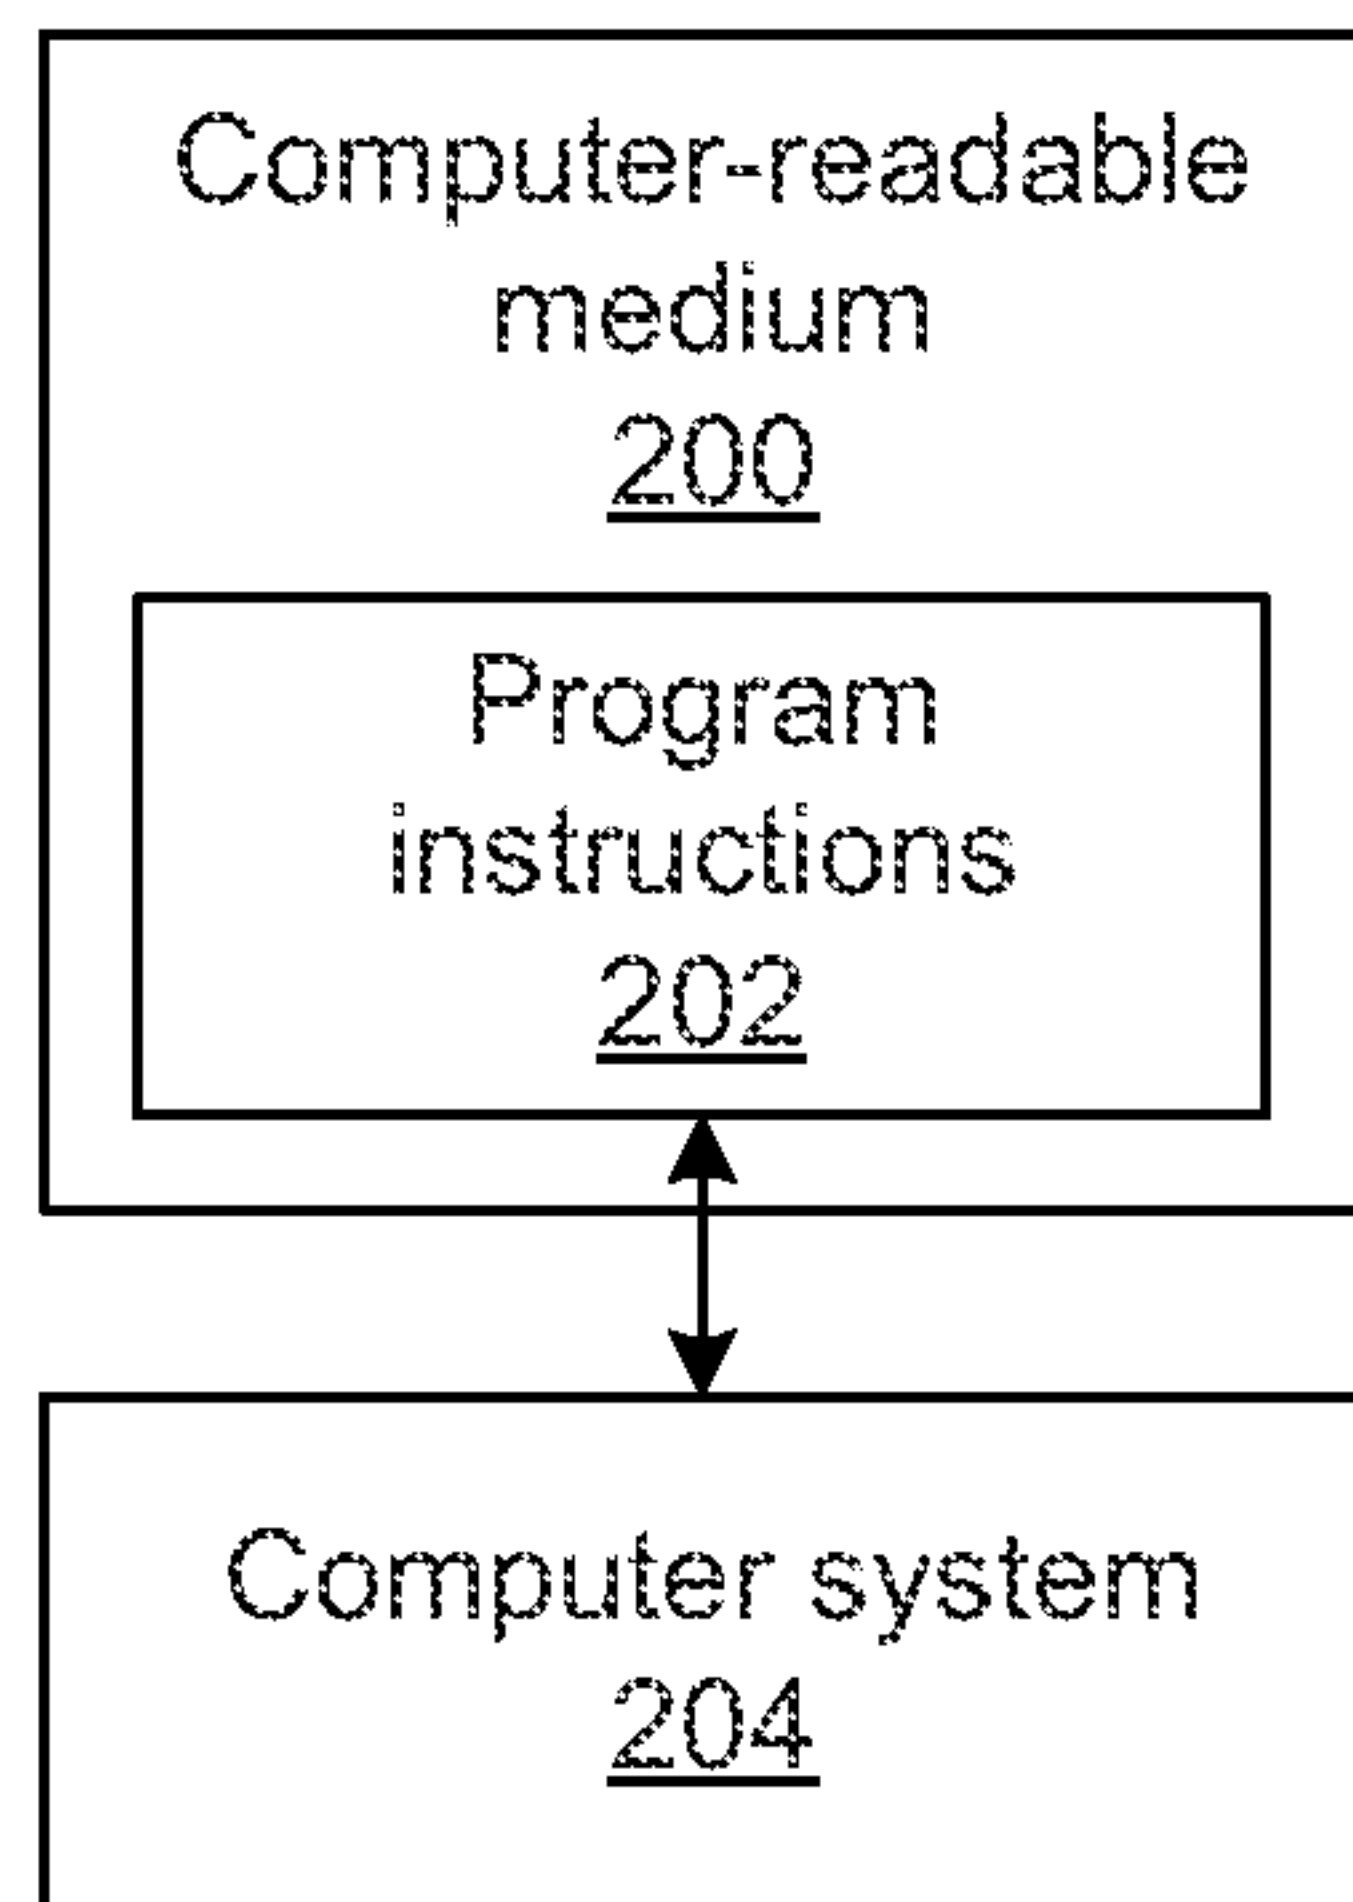 Computer-readable
medium
200
Program
instructions
202
Computer system
204